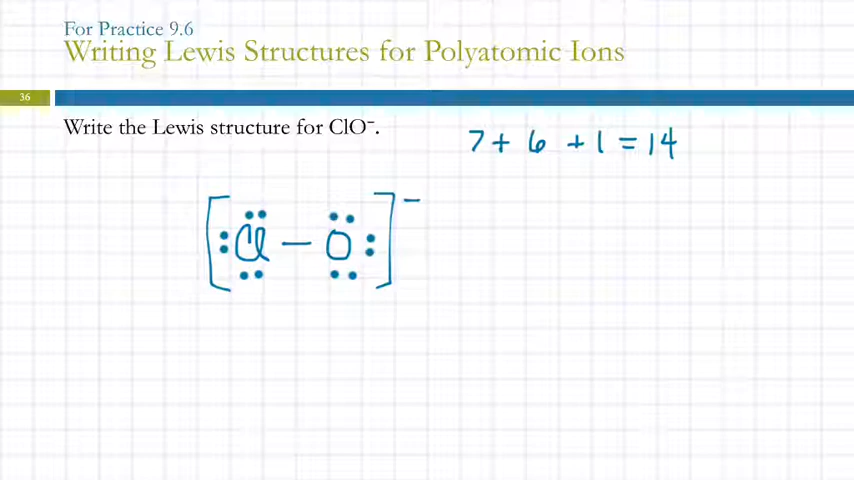 For Practice 9.6
Writing Lewis Structures for Polyatomic Ions
36
Write the Lewis structure for ClO⁻.
7 + 6 + 1 = 14
[:Cl — O:]⁻